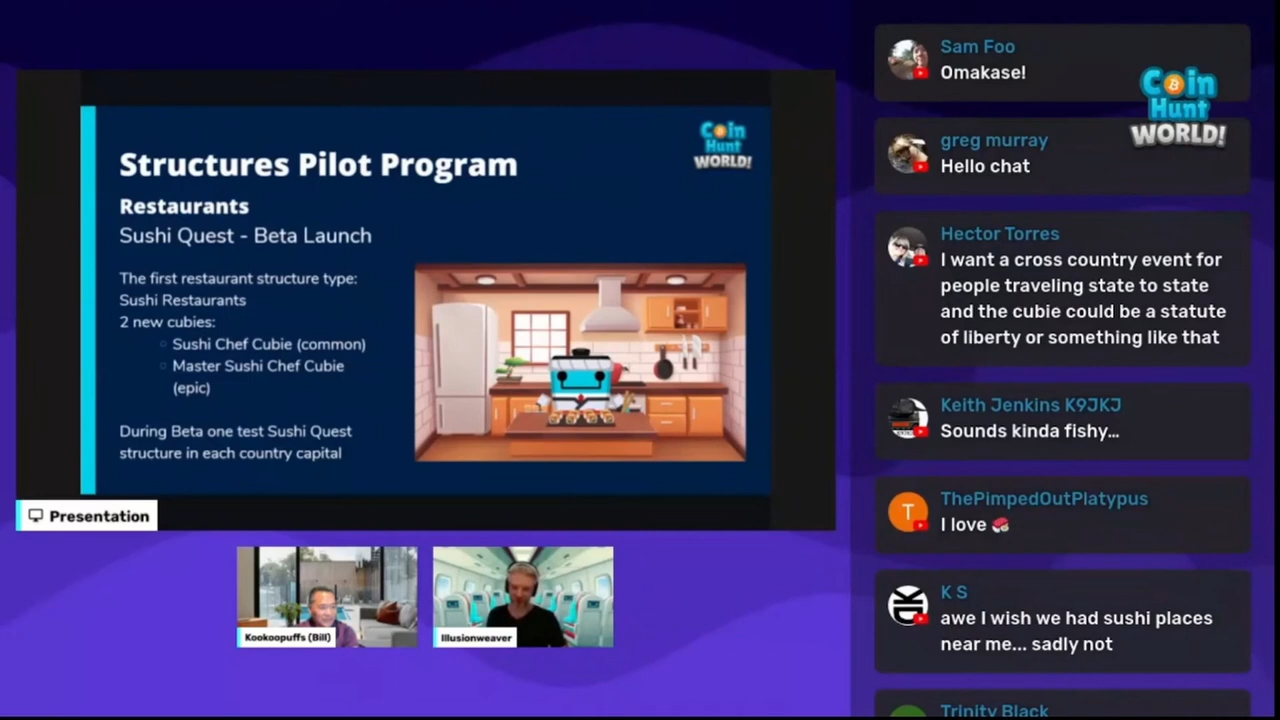 Coin
Hunt
WORLD!
Structures Pilot Program
Restaurants
Sushi Quest - Beta Launch
The first restaurant structure type:
Sushi Restaurants
2 new cubies:
Sushi Chef Cubie (common)
Master Sushi Chef Cubie
(epic)
During Beta one test Sushi Quest
structure in each country capital
Presentation
Kookoopuffs (Bill)
Illusionweaver
Sam Foo
Omakase!
Coin
Hunt
WORLD!
greg murray
Hello chat
Hector Torres
I want a cross country event for
people traveling state to state
and the cubie could be a statute
of liberty or something like that
Keith Jenkins K9JKJ
Sounds kinda fishy...
T
ThePimpedOutPlatypus
I love 🍣
K S
awe I wish we had sushi places
near me... sadly not
Trinity Black